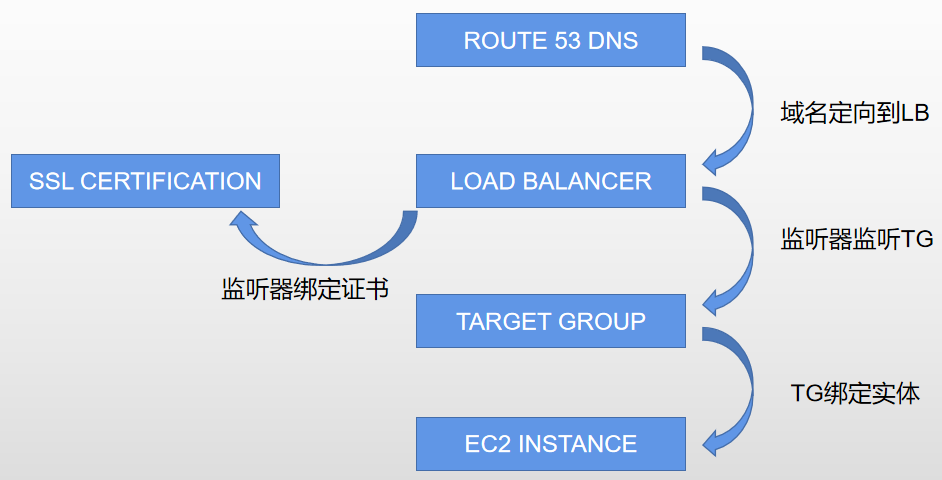 ROUTE 53 DNS
域名定向到LB
SSL CERTIFICATION
LOAD BALANCER
监听器监听TG
监听器绑定证书
TARGET GROUP
TG绑定实体
EC2 INSTANCE